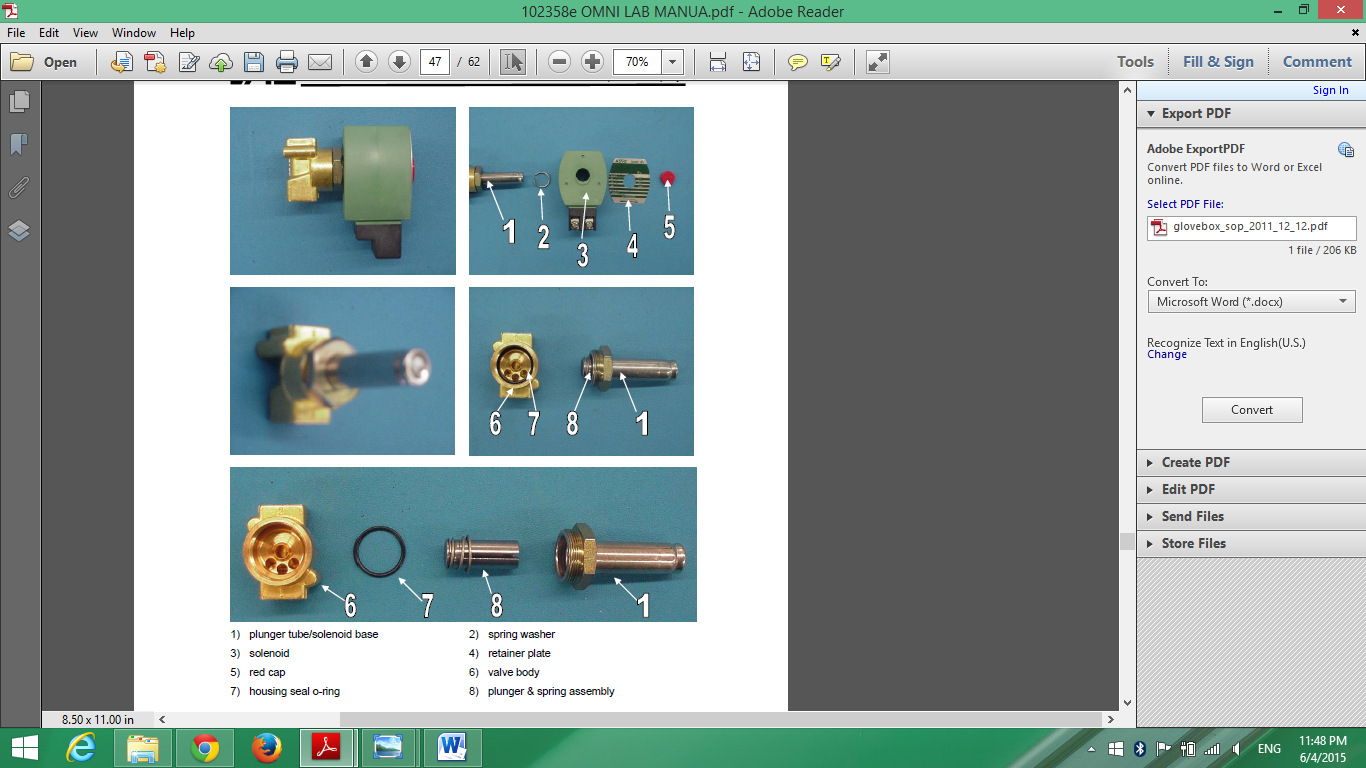 102358e OMNI LAB MANUA.pdf - Adobe Reader
File Edit View Window Help
Open 47 / 62 70% Tools Fill & Sign Comment
Sign In
Export PDF
Adobe ExportPDF
Convert PDF files to Word or Excel
online.
Select PDF File:
glovebox_sop_2011_12_12.pdf
1 file / 206 KB
Convert To:
Microsoft Word (*.docx)
Recognize Text in English(U.S.)
Change
Convert
Create PDF
Edit PDF
Send Files
Store Files
1 2 3 4 5
6 7 8 1
6 7 8 1
1) plunger tube/solenoid base 2) spring washer
3) solenoid 4) retainer plate
5) red cap 6) valve body
7) housing seal o-ring 8) plunger & spring assembly
8.50 x 11.00 in
ENG 11:48 PM
6/4/2015